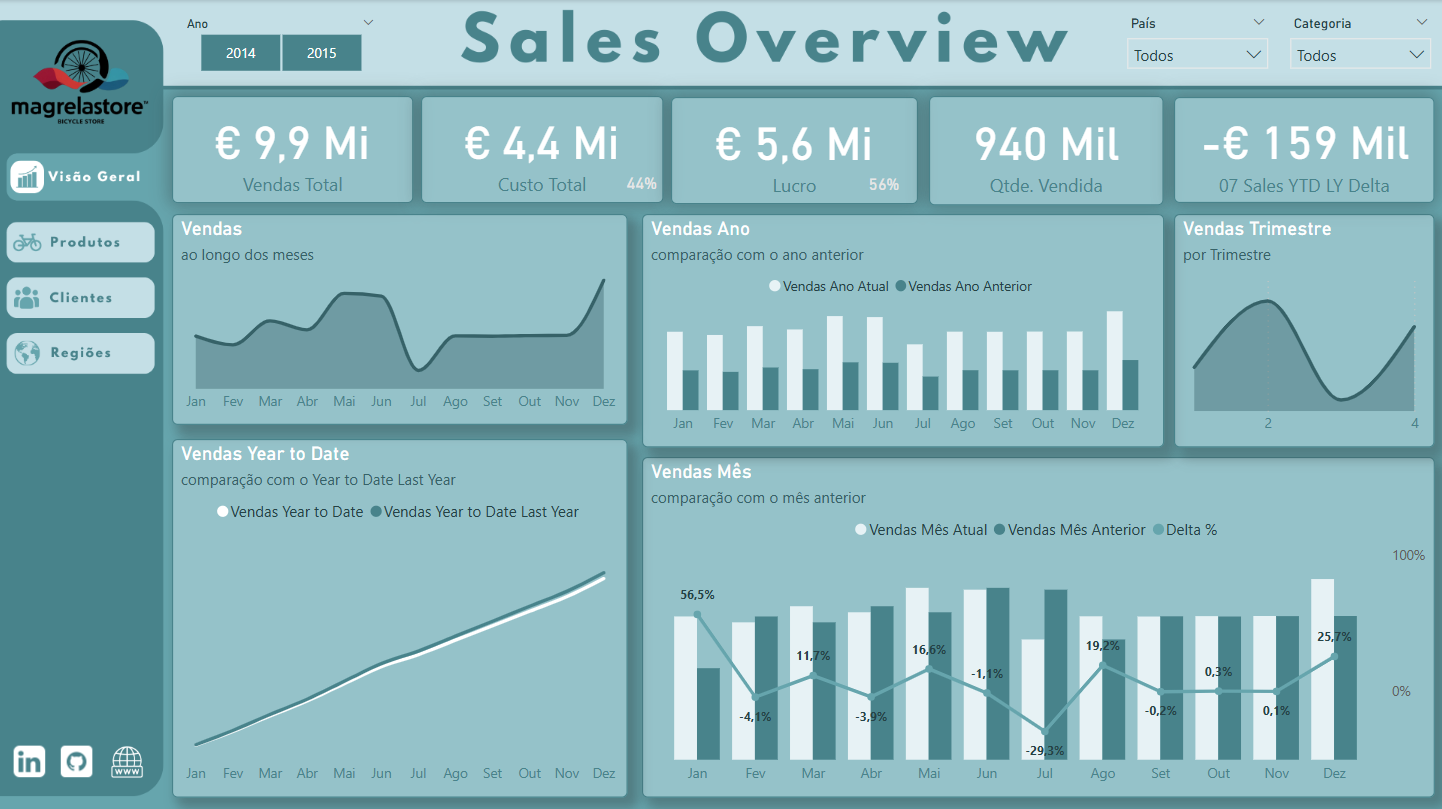 magrelastore™
BICYCLE STORE
Visão Geral
Produtos
Clientes
Regiões
in
WWW
Ano
2014 2015
Sales Overview
País
Todos
Categoria
Todos
€ 9,9 Mi
Vendas Total
€ 4,4 Mi
Custo Total 44%
€ 5,6 Mi
Lucro 56%
940 Mil
Qtde. Vendida
-€ 159 Mil
07 Sales YTD LY Delta
Vendas
ao longo dos meses
Jan Fev Mar Abr Mai Jun Jul Ago Set Out Nov Dez
Vendas Ano
comparação com o ano anterior
Vendas Ano Atual Vendas Ano Anterior
Jan Fev Mar Abr Mai Jun Jul Ago Set Out Nov Dez
Vendas Trimestre
por Trimestre
2 4
Vendas Year to Date
comparação com o Year to Date Last Year
Vendas Year to Date Vendas Year to Date Last Year
Jan Fev Mar Abr Mai Jun Jul Ago Set Out Nov Dez
Vendas Mês
comparação com o mês anterior
Vendas Mês Atual Vendas Mês Anterior Delta %
100%
0%
56,5% -4,1% 11,7% -3,9% 16,6% -1,1% -29,3% 19,2% -0,2% 0,3% 0,1% 25,7%
Jan Fev Mar Abr Mai Jun Jul Ago Set Out Nov Dez